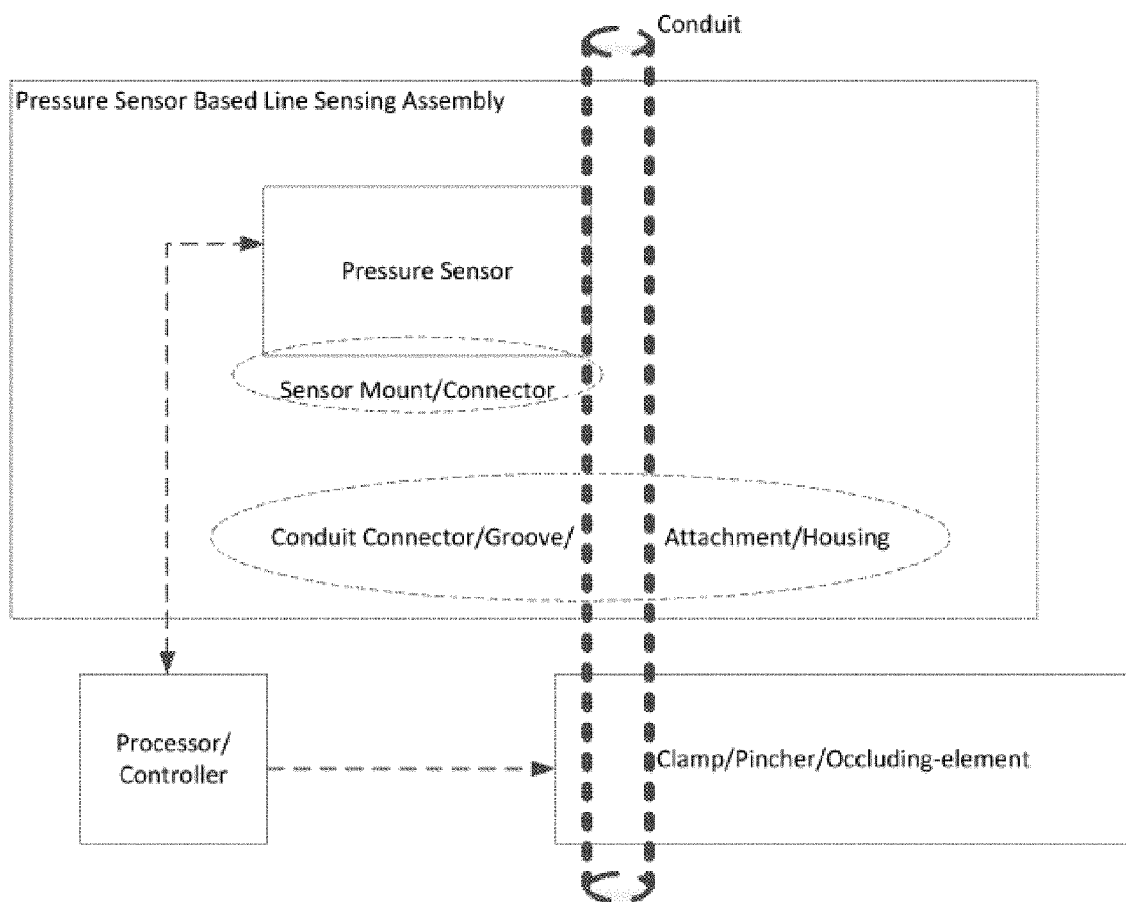 Conduit
Pressure Sensor Based Line Sensing Assembly
Pressure Sensor
Sensor Mount/Connector
Conduit Connector/Groove/ Attachment/Housing
Processor/
Controller
Clamp/Pincher/Occluding-element